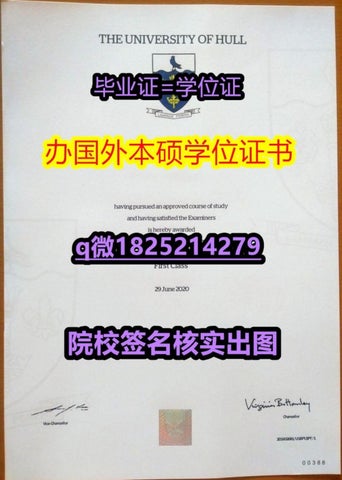 THE UNIVERSITY OF HULL
毕业证=学位证
办国外本硕学位证书
having pursued an approved course of study
and having satisfied the Examiners
is hereby awarded
q微1825214279
First Class
29 June 2020
院校签名核实出图
Vice-Chancellor
Chancellor
00386